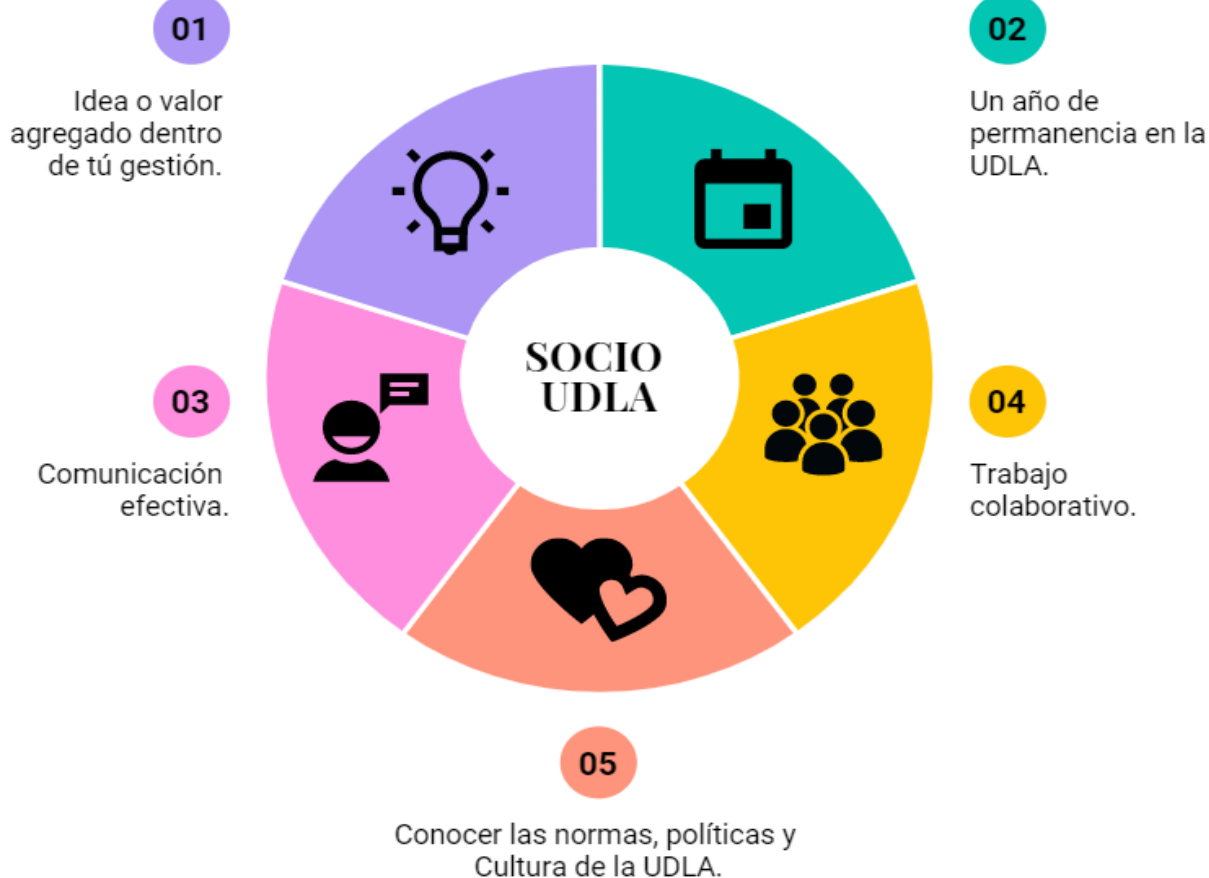 01
Idea o valor
agregado dentro
de tú gestión.
02
Un año de
permanencia en la
UDLA.
SOCIO
UDLA
03
Comunicación
efectiva.
04
Trabajo
colaborativo.
05
Conocer las normas, políticas y
Cultura de la UDLA.